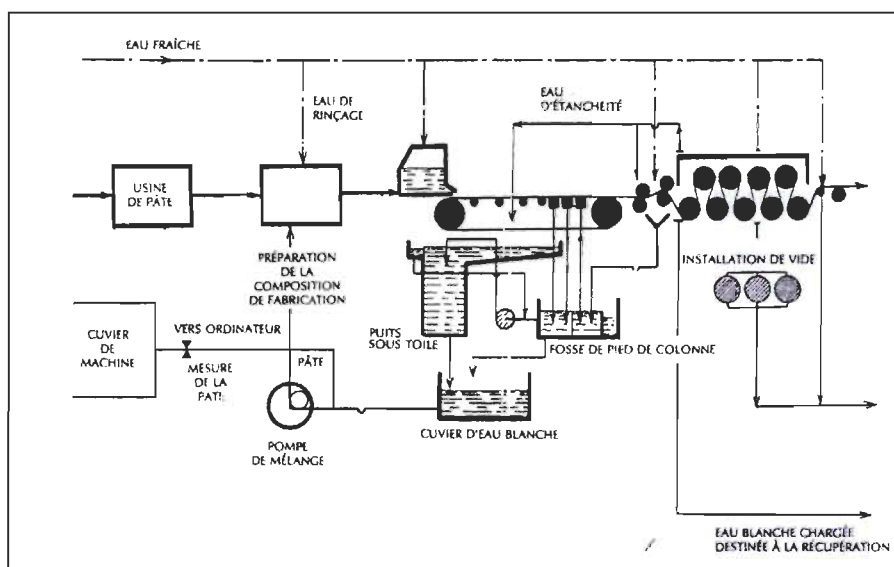 EAU FRAÎCHE
EAU DE
RINÇAGE
EAU
D'ÉTANCHEITÉ
USINE
DE PÂTE
PRÉPARATION
DE LA
COMPOSITION
DE FABRICATION
INSTALLATION DE VIDE
CUVIER
DE
MACHINE
VERS ORDINATEUR
MESURE
DE LA
PATE
PÂTE
PUITS
SOUS TOILE
FOSSE DE PIED DE COLONNE
POMPE
DE MÉLANGE
CUVIER D'EAU BLANCHE
EAU BLANCHE CHARGÉE
DESTINÉE À LA RÉCUPÉRATION